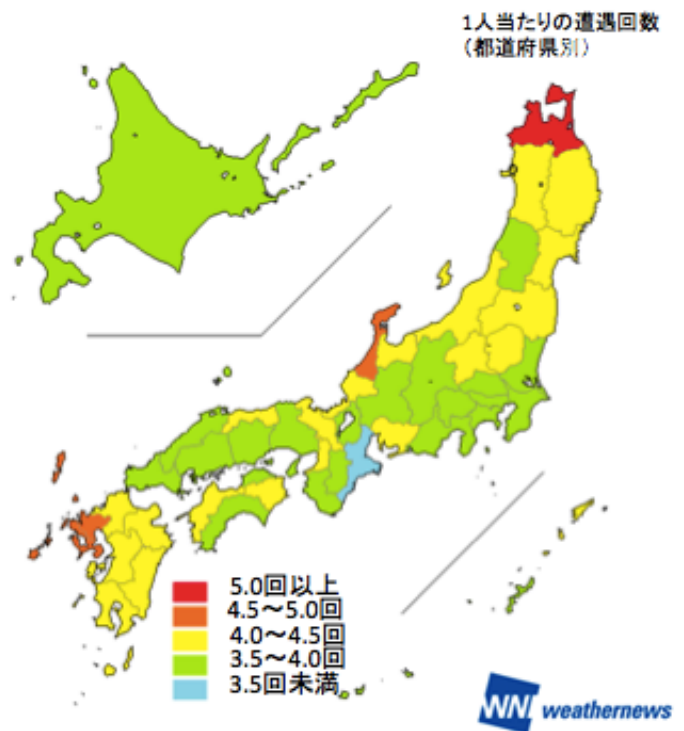 1人当たりの遭遇回数
（都道府県別）
5.0回以上
4.5〜5.0回
4.0〜4.5回
3.5〜4.0回
3.5回未満
WNI weathernews